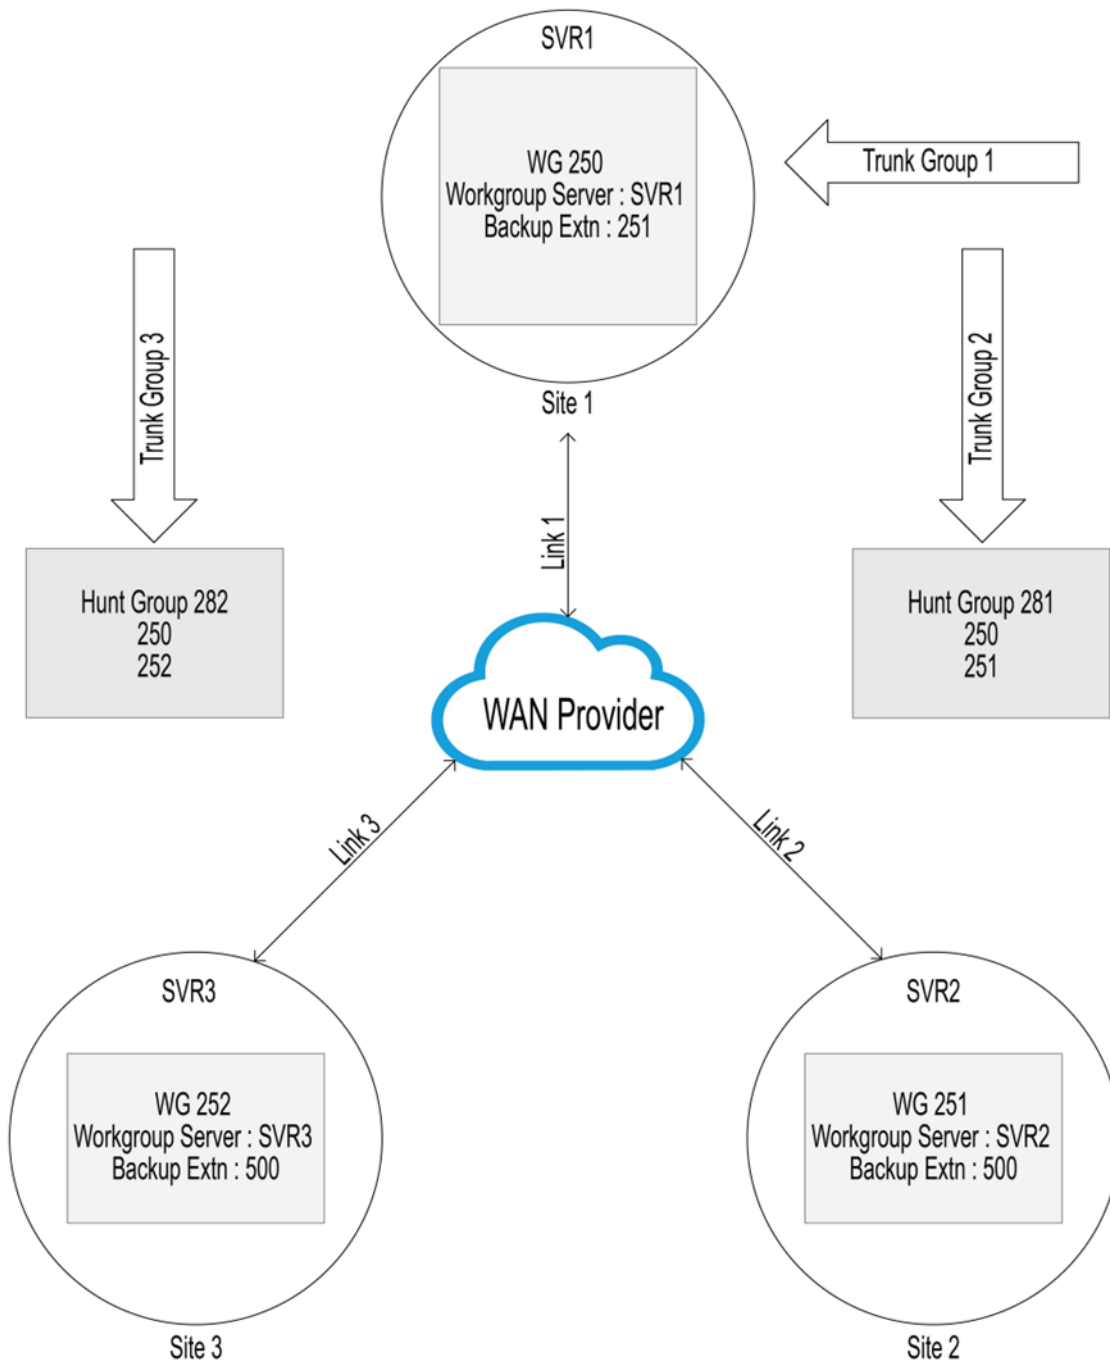 SVR1
WG 250
Workgroup Server : SVR1
Backup Extn : 251
Trunk Group 1
Site 1
Trunk Group 3
Trunk Group 2
Hunt Group 282
250
252
Link 1
Hunt Group 281
250
251
WAN Provider
Link 3
Link 2
SVR3
WG 252
Workgroup Server : SVR3
Backup Extn : 500
Site 3
SVR2
WG 251
Workgroup Server : SVR2
Backup Extn : 500
Site 2